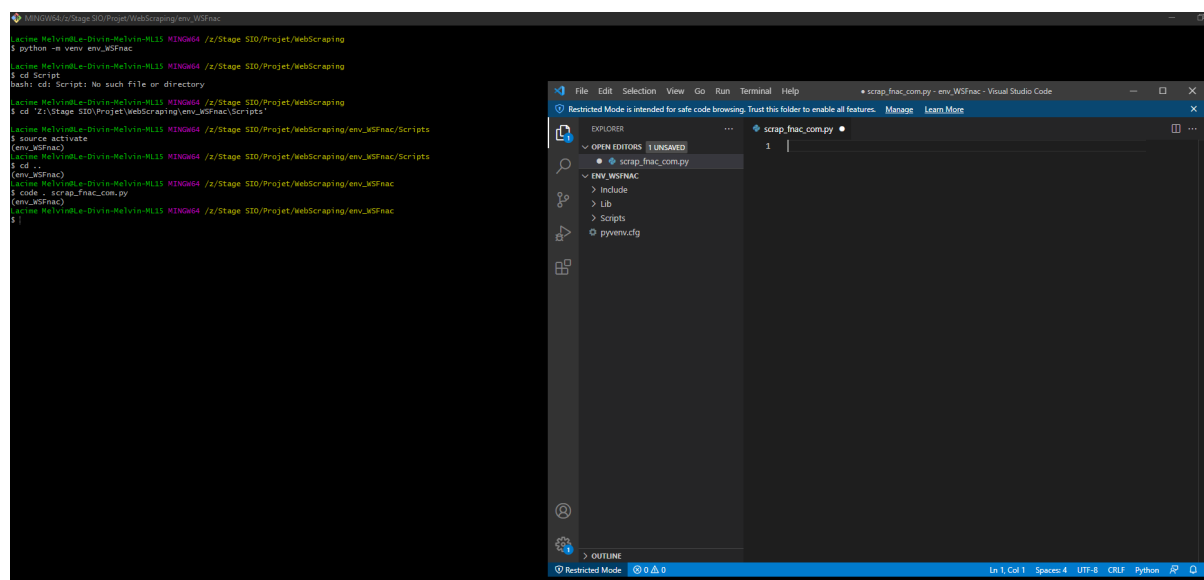 MINGW64:/z/Stage SIO/Projet/WebScraping/env_WSFnac
Lacime Melvin@Le-Divin-Melvin-ML15 MINGW64 /z/Stage SIO/Projet/WebScraping
$ python -m venv env_WSFnac
Lacime Melvin@Le-Divin-Melvin-ML15 MINGW64 /z/Stage SIO/Projet/WebScraping
$ cd Script
bash: cd: Script: No such file or directory
Lacime Melvin@Le-Divin-Melvin-ML15 MINGW64 /z/Stage SIO/Projet/WebScraping
$ cd 'Z:\Stage SIO\Projet\WebScraping\env_WSFnac\Scripts'
Lacime Melvin@Le-Divin-Melvin-ML15 MINGW64 /z/Stage SIO/Projet/WebScraping/env_WSFnac/Scripts
$ source activate
(env_WSFnac)
Lacime Melvin@Le-Divin-Melvin-ML15 MINGW64 /z/Stage SIO/Projet/WebScraping/env_WSFnac/Scripts
$ cd ..
(env_WSFnac)
Lacime Melvin@Le-Divin-Melvin-ML15 MINGW64 /z/Stage SIO/Projet/WebScraping/env_WSFnac
$ code . scrap_fnac_com.py
(env_WSFnac)
Lacime Melvin@Le-Divin-Melvin-ML15 MINGW64 /z/Stage SIO/Projet/WebScraping/env_WSFnac
$
File Edit Selection View Go Run Terminal Help ● scrap_fnac_com.py - env_WSFnac - Visual Studio Code
Restricted Mode is intended for safe code browsing. Trust this folder to enable all features. Manage Learn More
EXPLORER ··· scrap_fnac_com.py ●
OPEN EDITORS 1 UNSAVED
● scrap_fnac_com.py
ENV_WSFNAC
> Include
> Lib
> Scripts
pyvenv.cfg
> OUTLINE
1
1
1
Restricted Mode 0 0 Ln 1, Col 1 Spaces: 4 UTF-8 CRLF Python